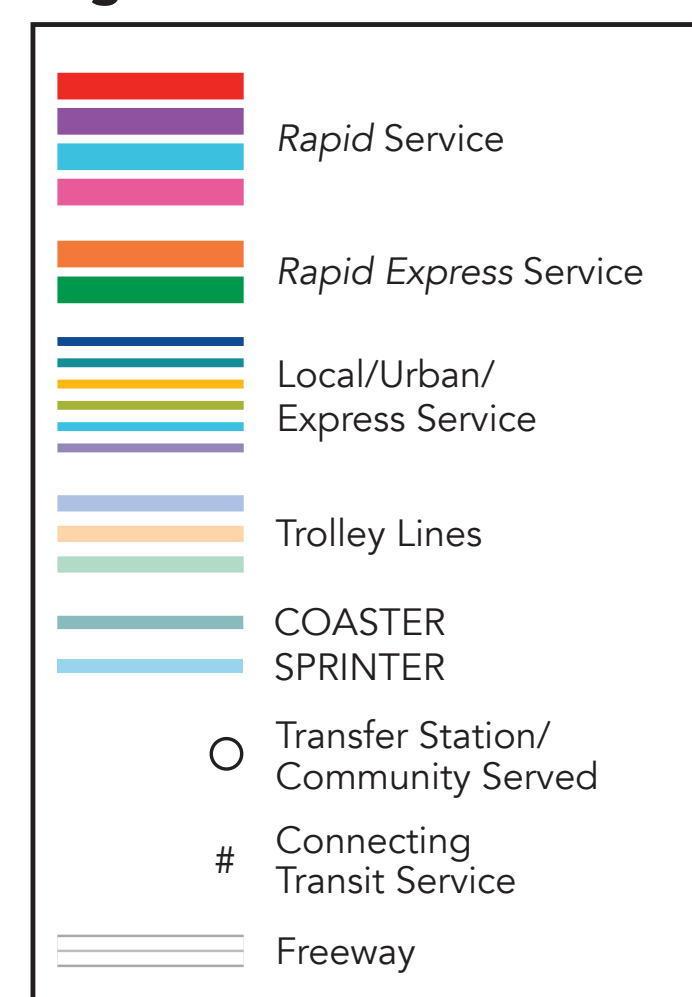 Rapid Service
Rapid Express Service
Local/Urban/
Express Service
Trolley Lines
COASTER
SPRINTER
Transfer Station/
Community Served
#
Connecting
Transit Service
Freeway